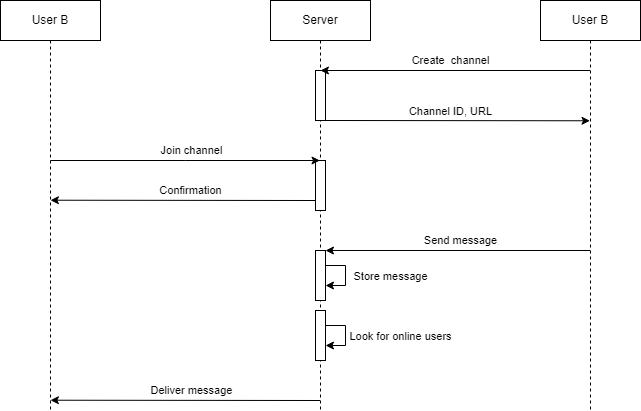 User B
Server
User B
Create channel
Channel ID, URL
Join channel
Confirmation
Send message
Store message
Look for online users
Deliver message